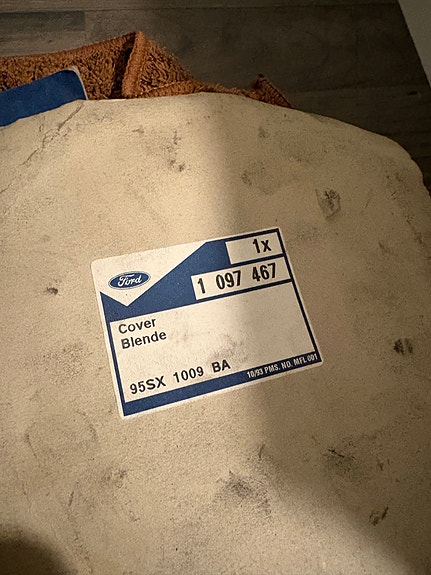 Ford
1x
1 097 467
Cover
Blende
95SX 1009 BA
10/93 PMS. NO. MFL 001